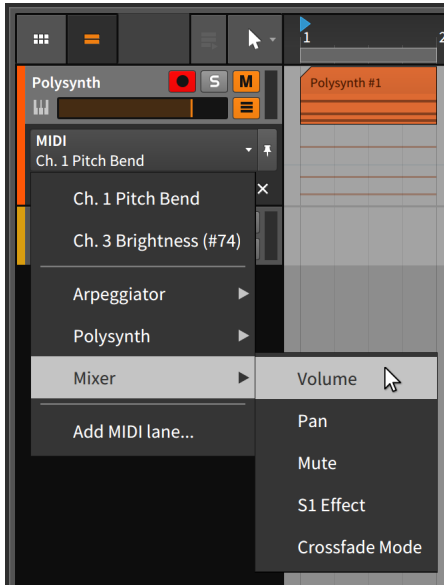 1
2
Polysynth
S
M
Polysynth #1
MIDI
Ch. 1 Pitch Bend
Ch. 1 Pitch Bend
Ch. 3 Brightness (#74)
Arpeggiator
Polysynth
Mixer
Volume
Pan
Add MIDI lane...
Mute
S1 Effect
Crossfade Mode